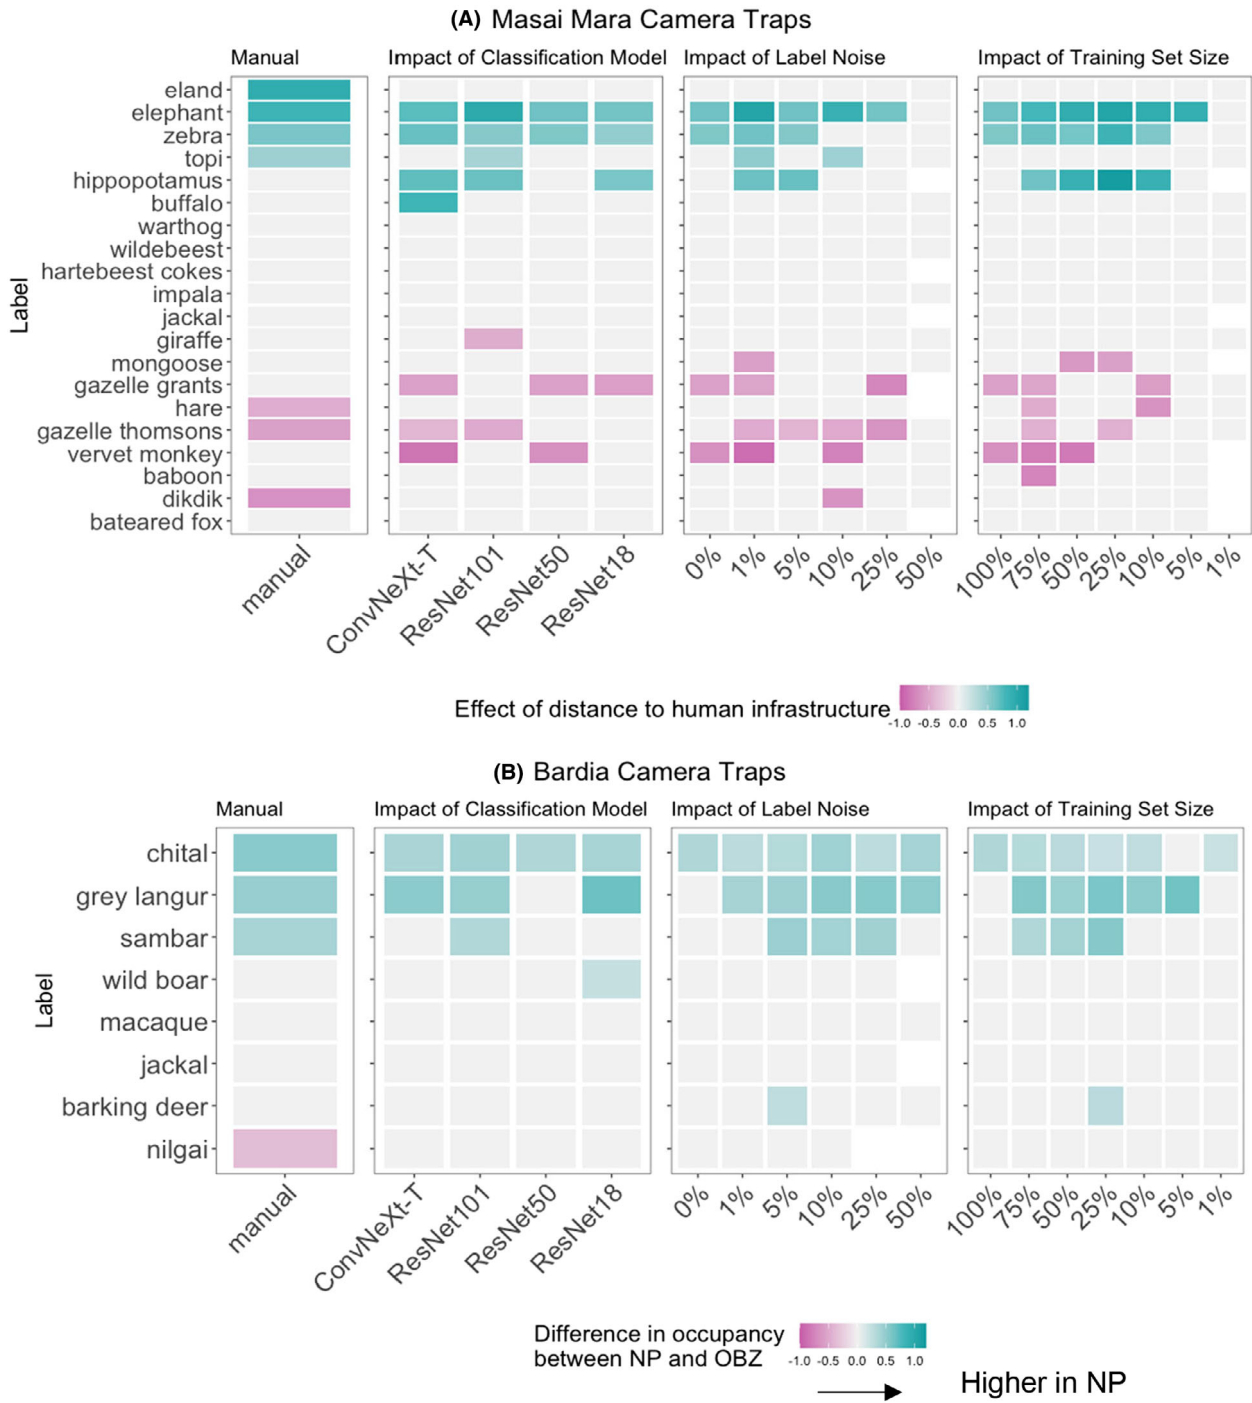 (A) Masai Mara Camera Traps
Manual
Impact of Classification Model
Impact of Label Noise
Impact of Training Set Size
Label
eland
elephant
zebra
topi
hippopotamus
buffalo
warthog
wildebeest
hartebeest cokes
impala
jackal
giraffe
mongoose
gazelle grants
hare
gazelle thomsons
vervet monkey
baboon
dikdik
bateared fox
manual
ConvNeXt-T
ResNet101
ResNet50
ResNet18
0%
1%
5%
10%
25%
50%
100%
75%
50%
25%
10%
5%
1%
Effect of distance to human infrastructure
-1.0 -0.5 0.0 0.5 1.0
(B) Bardia Camera Traps
Manual
Impact of Classification Model
Impact of Label Noise
Impact of Training Set Size
Label
chital
grey langur
sambar
wild boar
macaque
jackal
barking deer
nilgai
manual
ConvNeXt-T
ResNet101
ResNet50
ResNet18
0%
1%
5%
10%
25%
50%
100%
75%
50%
25%
10%
5%
1%
Difference in occupancy
between NP and OBZ
-1.0 -0.5 0.0 0.5 1.0
Higher in NP